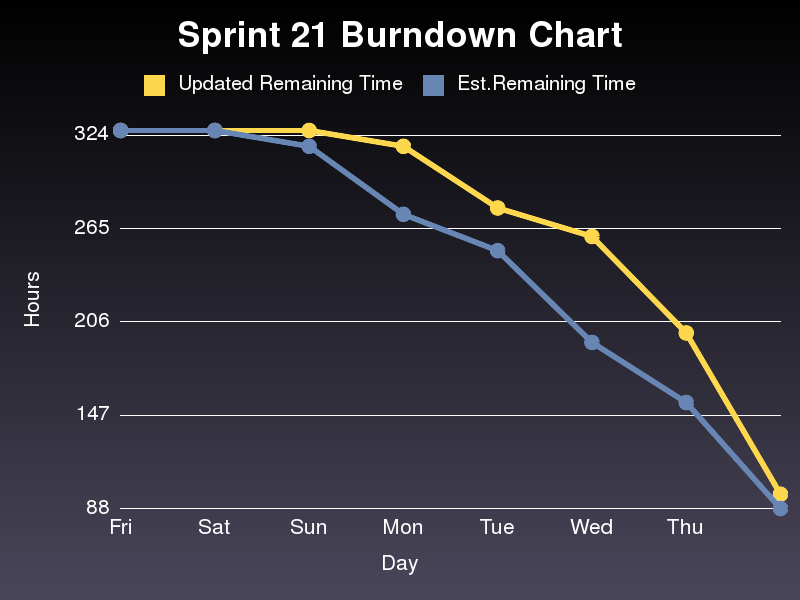 Sprint 21 Burndown Chart
Updated Remaining Time
Est.Remaining Time
324
265
206
147
88
Hours
Fri Sat Sun Mon Tue Wed Thu
Day